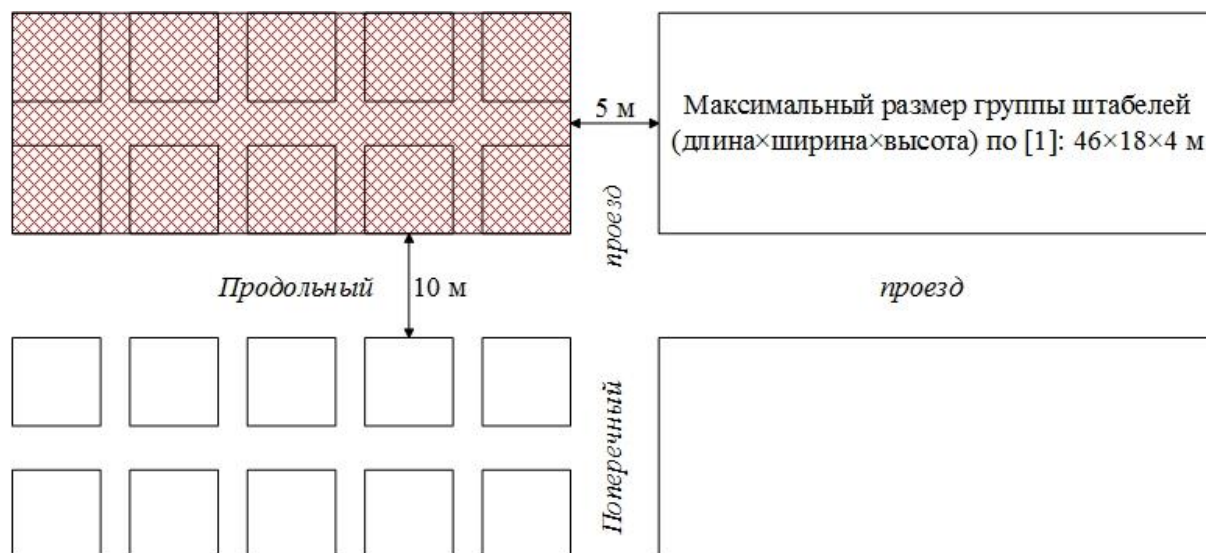 5 м
Максимальный размер группы штабелей
(длина×ширина×высота) по [1]: 46×18×4 м
проезд
Продольный
10 м
проезд
Поперечный